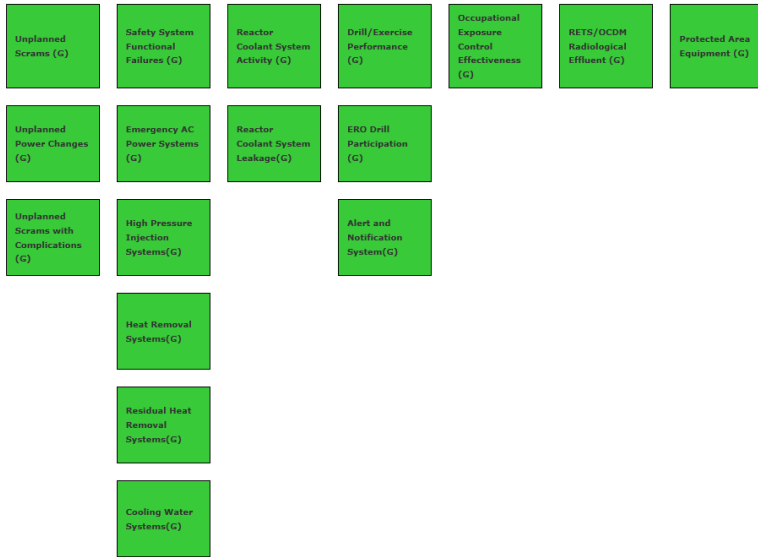 Unplanned
Scrams (G)
Safety System
Functional
Failures (G)
Reactor
Coolant System
Activity (G)
Drill/Exercise
Performance
(G)
Occupational
Exposure
Control
Effectiveness
(G)
RETS/OCDM
Radiological
Effluent (G)
Protected Area
Equipment (G)
Unplanned
Power Changes
(G)
Emergency AC
Power Systems
(G)
Reactor
Coolant System
Leakage(G)
ERO Drill
Participation
(G)
Unplanned
Scrams with
Complications
(G)
High Pressure
Injection
Systems(G)
Alert and
Notification
System(G)
Heat Removal
Systems(G)
Residual Heat
Removal
Systems(G)
Cooling Water
Systems(G)